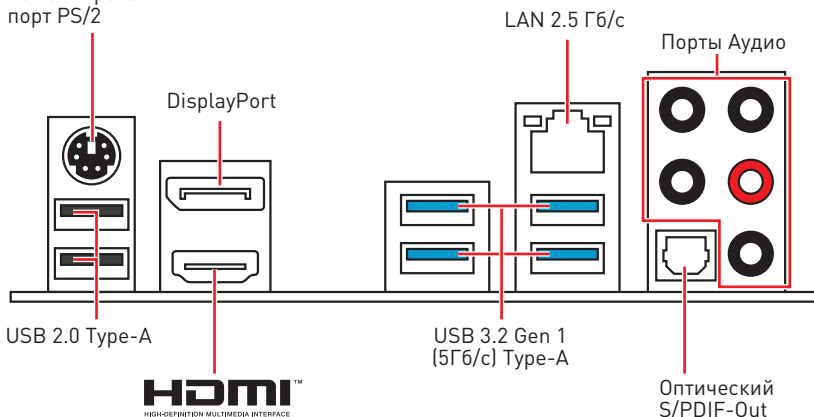 порт PS/2
LAN 2.5 Гб/с
Порты Аудио
DisplayPort
USB 2.0 Type-A
USB 3.2 Gen 1
(5Гб/с) Type-A
HDMI™
HIGH-DEFINITION MULTIMEDIA INTERFACE
Оптический
S/PDIF-Out